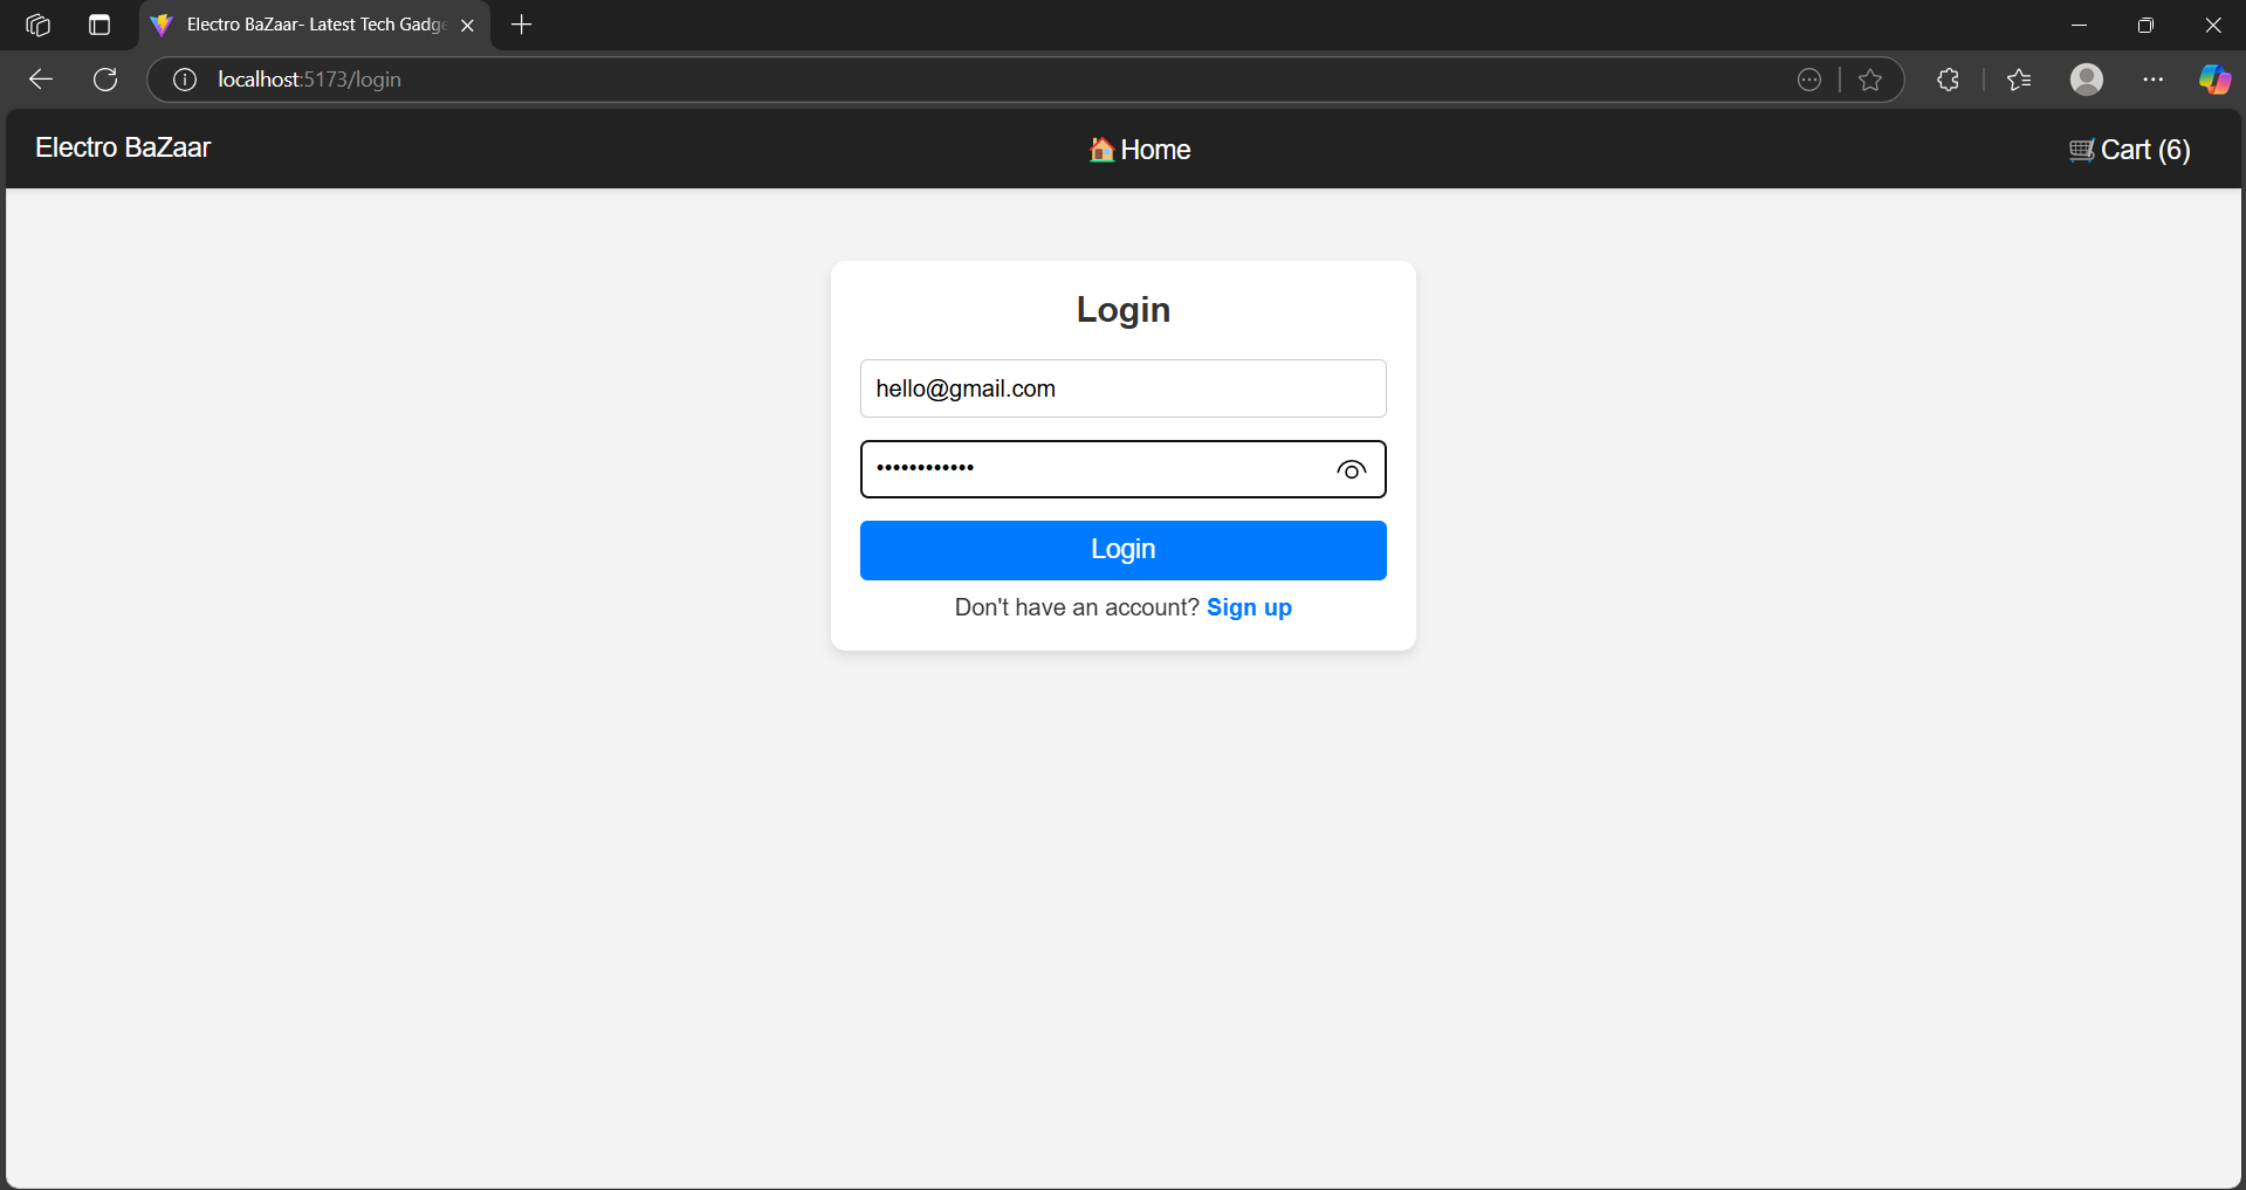 Electro BaZaar- Latest Tech Gadg
localhost:5173/login
Electro BaZaar
Home
Cart (6)
Login
hello@gmail.com
••••••••••••
Login
Don't have an account? Sign up